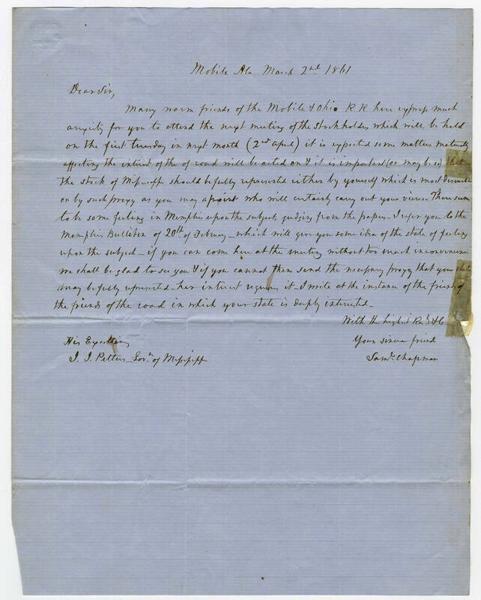 Mobile Ala March 2nd 1861
Dear Sir,
Many warm friends of the Mobile & Ohio R R here express much
anxiety for you to attend the next meeting of the stockholders which will be held
on the first tuesday in next month (2nd April) it is expected some matters materially
affecting the interest of the road will be acted on & it is important (or may be so) that
the stock of Mississippi should be fully represented either by yourself which is most desirable
or by such proxy as you may appoint who will certainly carry out your views. There seems
to be some feeling in Memphis upon the subject judging from the papers. I refer you to the
Memphis Bulletin of 20th of February which will give you some idea of the state of feeling
upon the subject - if you can come here at the meeting without too much inconvenience
we shall be glad to see you & if you cannot then send the necessary proxy that your state
may be fully represented - her interest requires it - I write at the instance of the friends of
the friends of the road in which your state is deeply interested.
With the highest
His Excellency
Your sincere friend
J. J. Pettus Gov. of Mississippi
Saml. Chapman